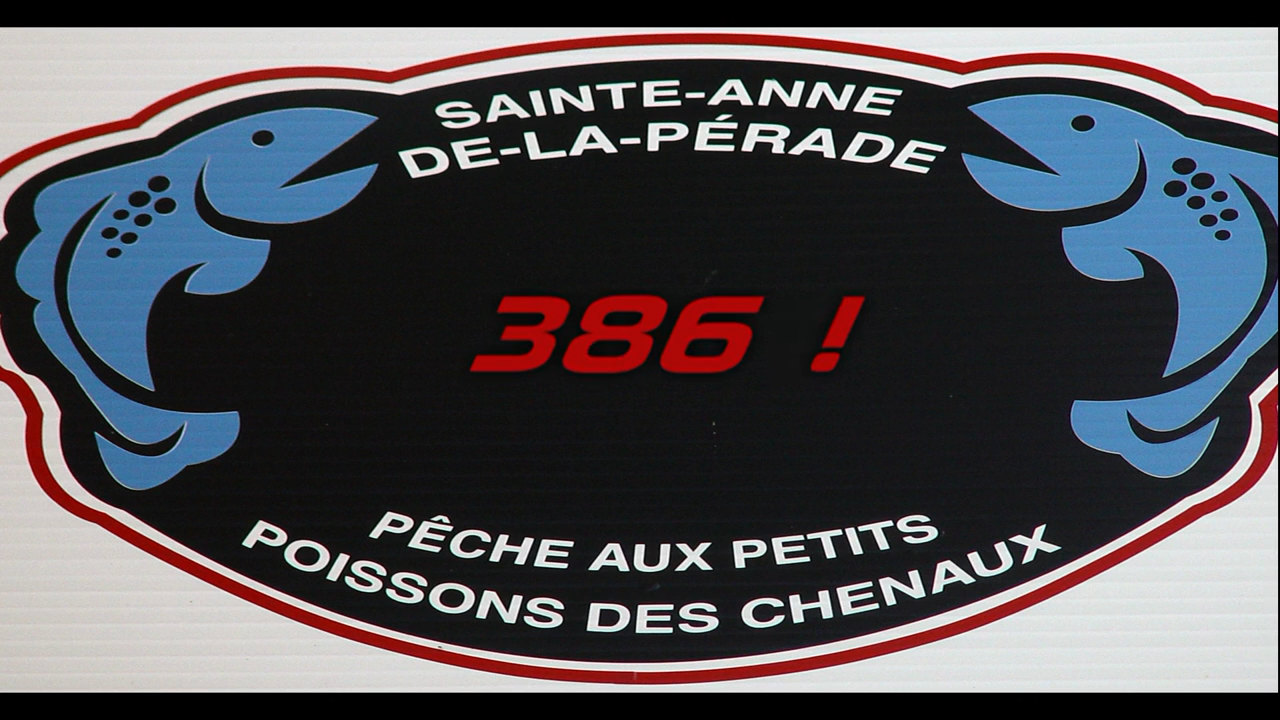 SAINTE-ANNE
DE-LA-PÉRADE
386 !
PÊCHE AUX PETITS
POISSONS DES CHENAUX